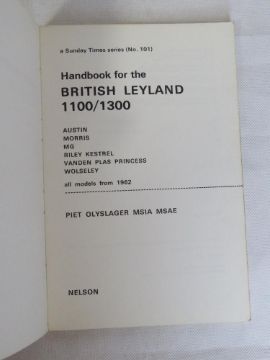 a Sunday Times series (No. 101)
Handbook for the
BRITISH LEYLAND
1100/1300
AUSTIN
MORRIS
MG
RILEY KESTREL
VANDEN PLAS PRINCESS
WOLSELEY
all models from 1962
PIET OLYSLAGER MSIA MSAE
NELSON